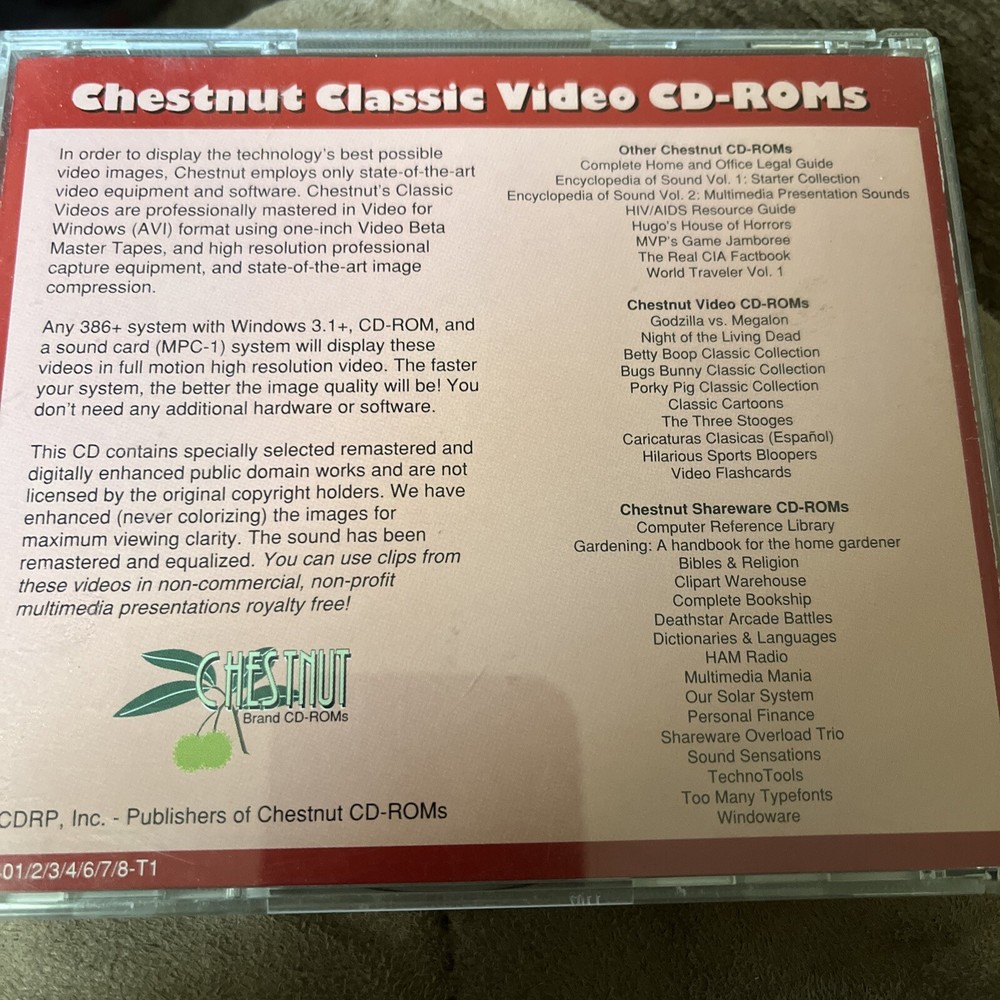 Chestnut Classic Video CD-ROMs
In order to display the technology's best possible
video images, Chestnut employs only state-of-the-art
video equipment and software. Chestnut's Classic
Videos are professionally mastered in Video for
Windows (AVI) format using one-inch Video Beta
Master Tapes, and high resolution professional
capture equipment, and state-of-the-art image
compression.
Any 386+ system with Windows 3.1+, CD-ROM, and
a sound card (MPC-1) system will display these
videos in full motion high resolution video. The faster
your system, the better the image quality will be! You
don't need any additional hardware or software.
This CD contains specially selected remastered and
digitally enhanced public domain works and are not
licensed by the original copyright holders. We have
enhanced (never colorizing) the images for
maximum viewing clarity. The sound has been
remastered and equalized. You can use clips from
these videos in non-commercial, non-profit
multimedia presentations royalty free!
CHESTNUT
Brand CD-ROMs
CDRP, Inc. - Publishers of Chestnut CD-ROMs
01/2/3/4/6/7/8-T1
Other Chestnut CD-ROMs
Complete Home and Office Legal Guide
Encyclopedia of Sound Vol. 1: Starter Collection
Encyclopedia of Sound Vol. 2: Multimedia Presentation Sounds
HIV/AIDS Resource Guide
Hugo's House of Horrors
MVP's Game Jamboree
The Real CIA Factbook
World Traveler Vol. 1
Chestnut Video CD-ROMs
Godzilla vs. Megalon
Night of the Living Dead
Betty Boop Classic Collection
Bugs Bunny Classic Collection
Porky Pig Classic Collection
Classic Cartoons
The Three Stooges
Caricaturas Clasicas (Español)
Hilarious Sports Bloopers
Video Flashcards
Chestnut Shareware CD-ROMs
Computer Reference Library
Gardening: A handbook for the home gardener
Bibles & Religion
Clipart Warehouse
Complete Bookship
Deathstar Arcade Battles
Dictionaries & Languages
HAM Radio
Multimedia Mania
Our Solar System
Personal Finance
Shareware Overload Trio
Sound Sensations
TechnoTools
Too Many Typefonts
Windoware